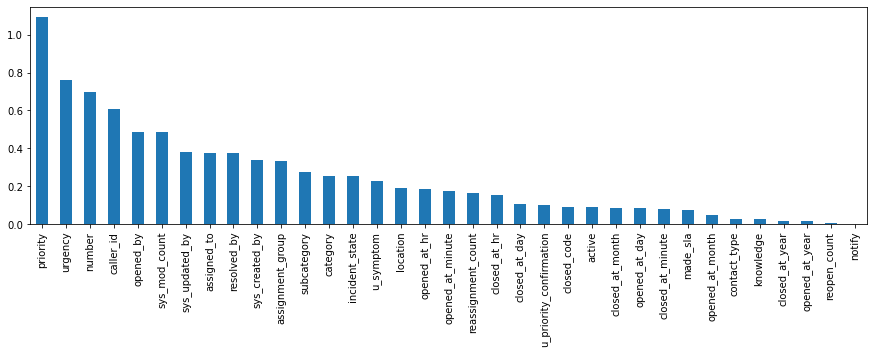 1.0
0.8
0.6
0.4
0.2
0.0
priority
urgency
number
caller_id
opened_by
sys_mod_count
sys_updated_by
assigned_to
resolved_by
sys_created_by
assignment_group
subcategory
category
incident_state
u_symptom
location
opened_at_hr
opened_at_minute
reassignment_count
closed_at_hr
closed_at_day
u_priority_confirmation
closed_code
active
closed_at_month
opened_at_day
closed_at_minute
made_sla
opened_at_month
contact_type
knowledge
closed_at_year
opened_at_year
reopen_count
notify